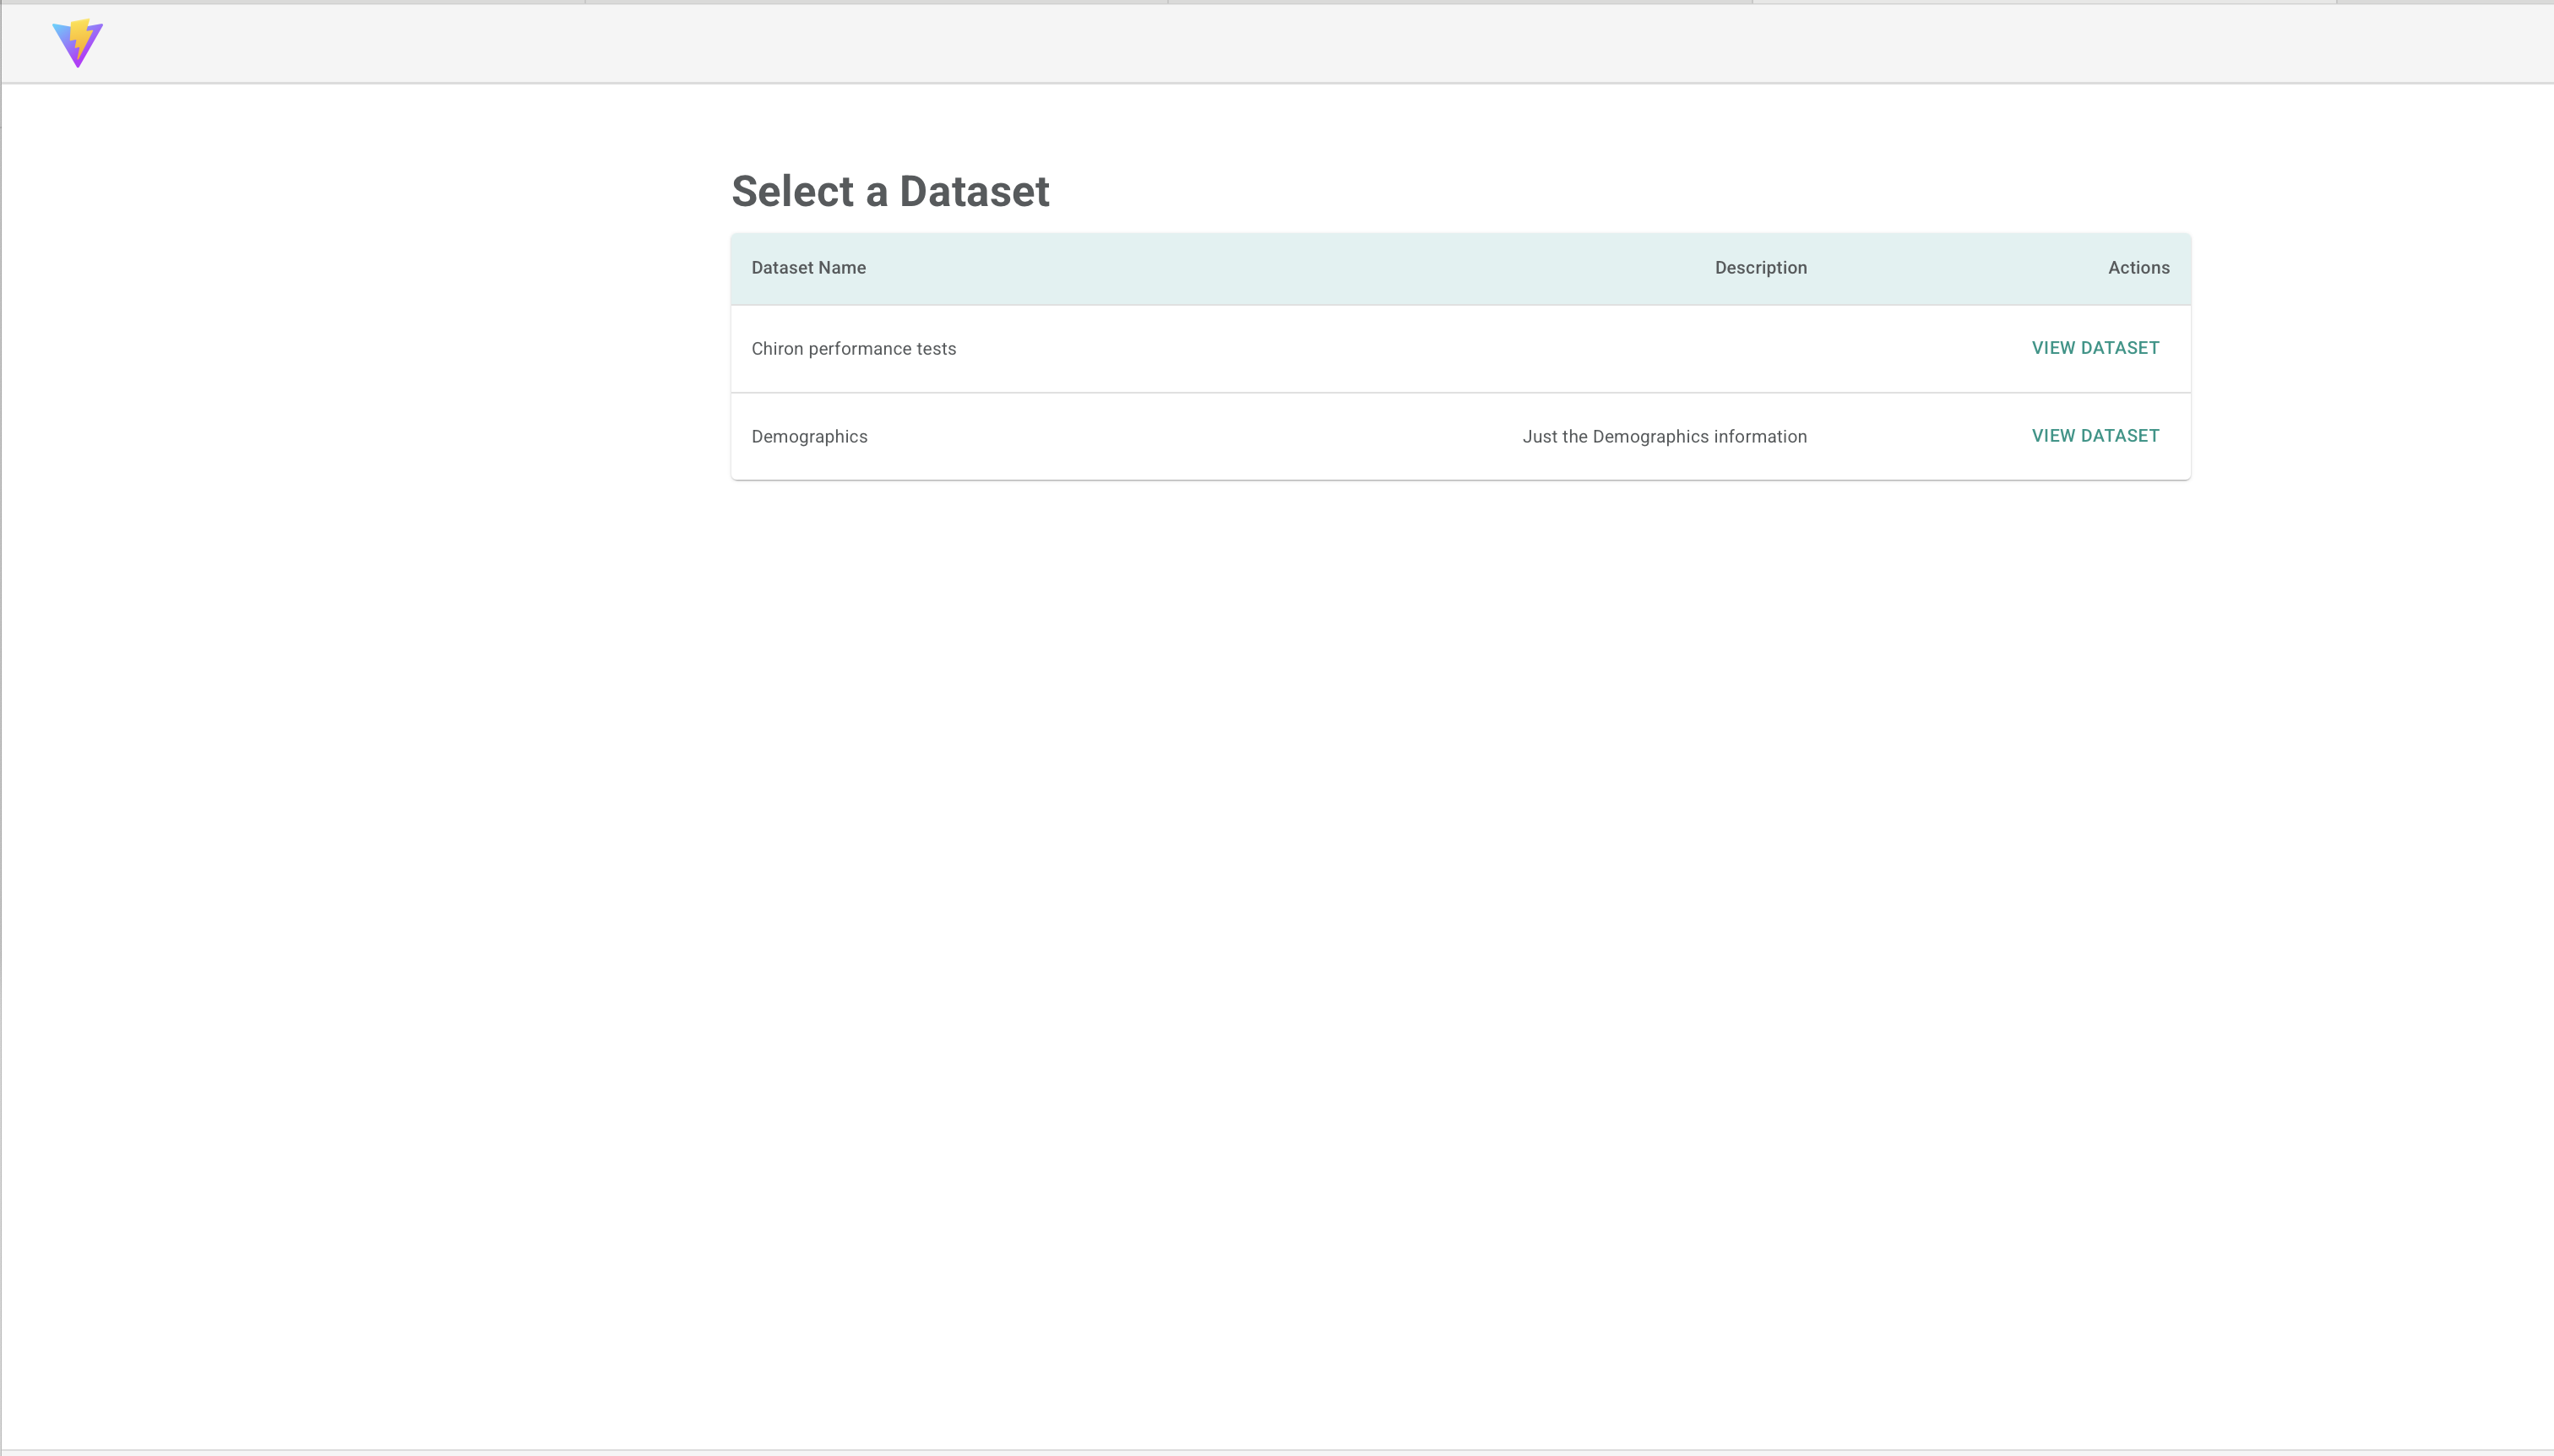 Select a Dataset
Dataset Name Description Actions
Chiron performance tests VIEW DATASET
Demographics Just the Demographics information VIEW DATASET